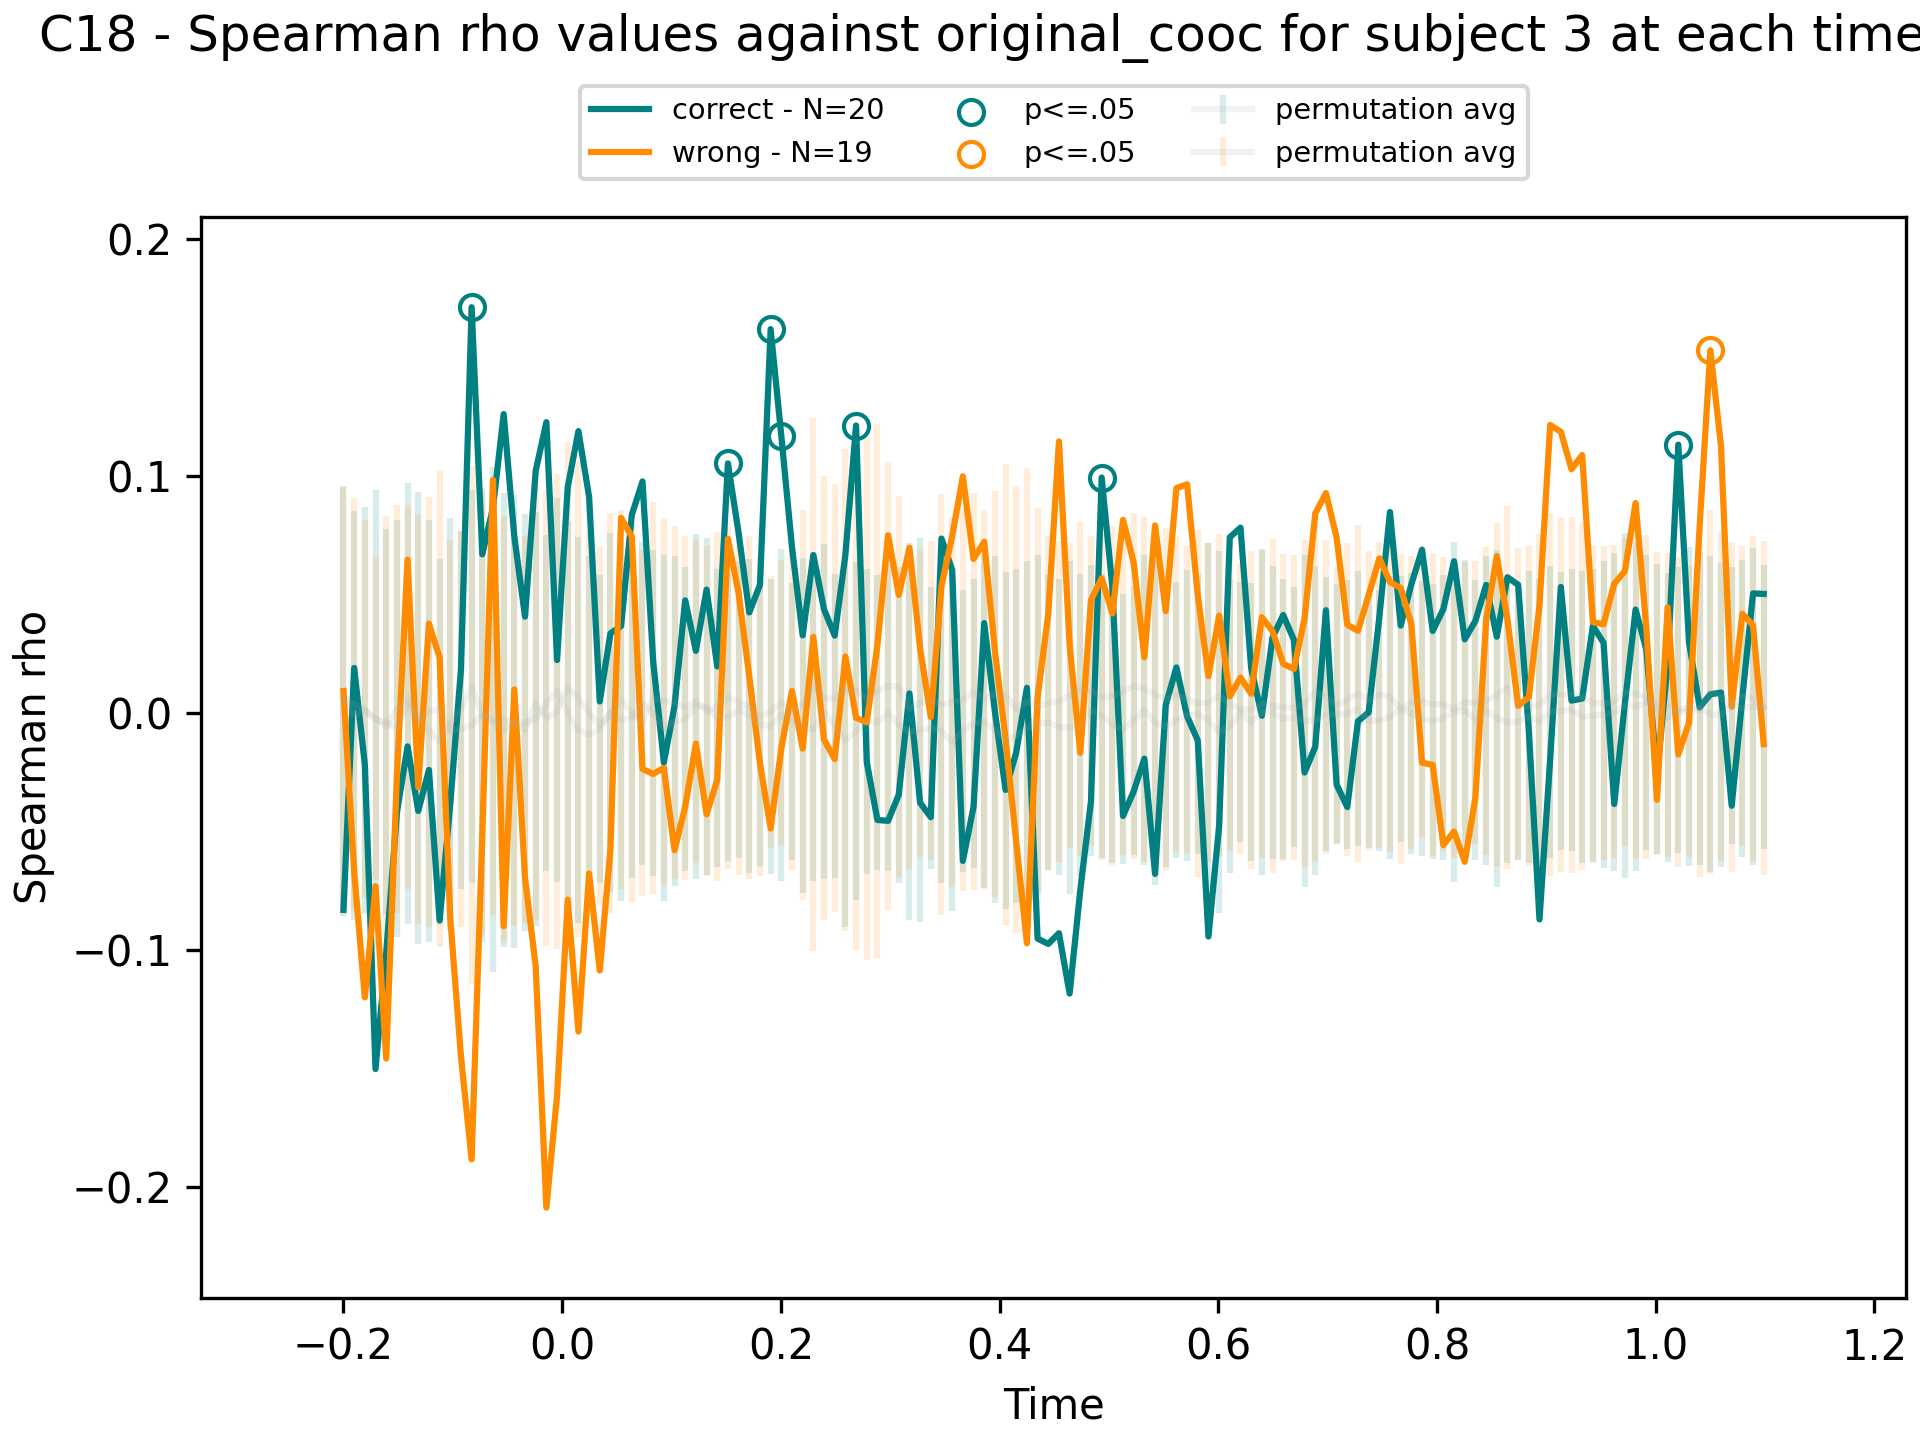 C18 - Spearman rho values against original_cooc for subject 3 at each time
correct - N=20
wrong - N=19
p<=.05
p<=.05
permutation avg
permutation avg
0.2
0.1
0.0
−0.1
−0.2
Spearman rho
−0.2 0.0 0.2 0.4 0.6 0.8 1.0 1.2
Time